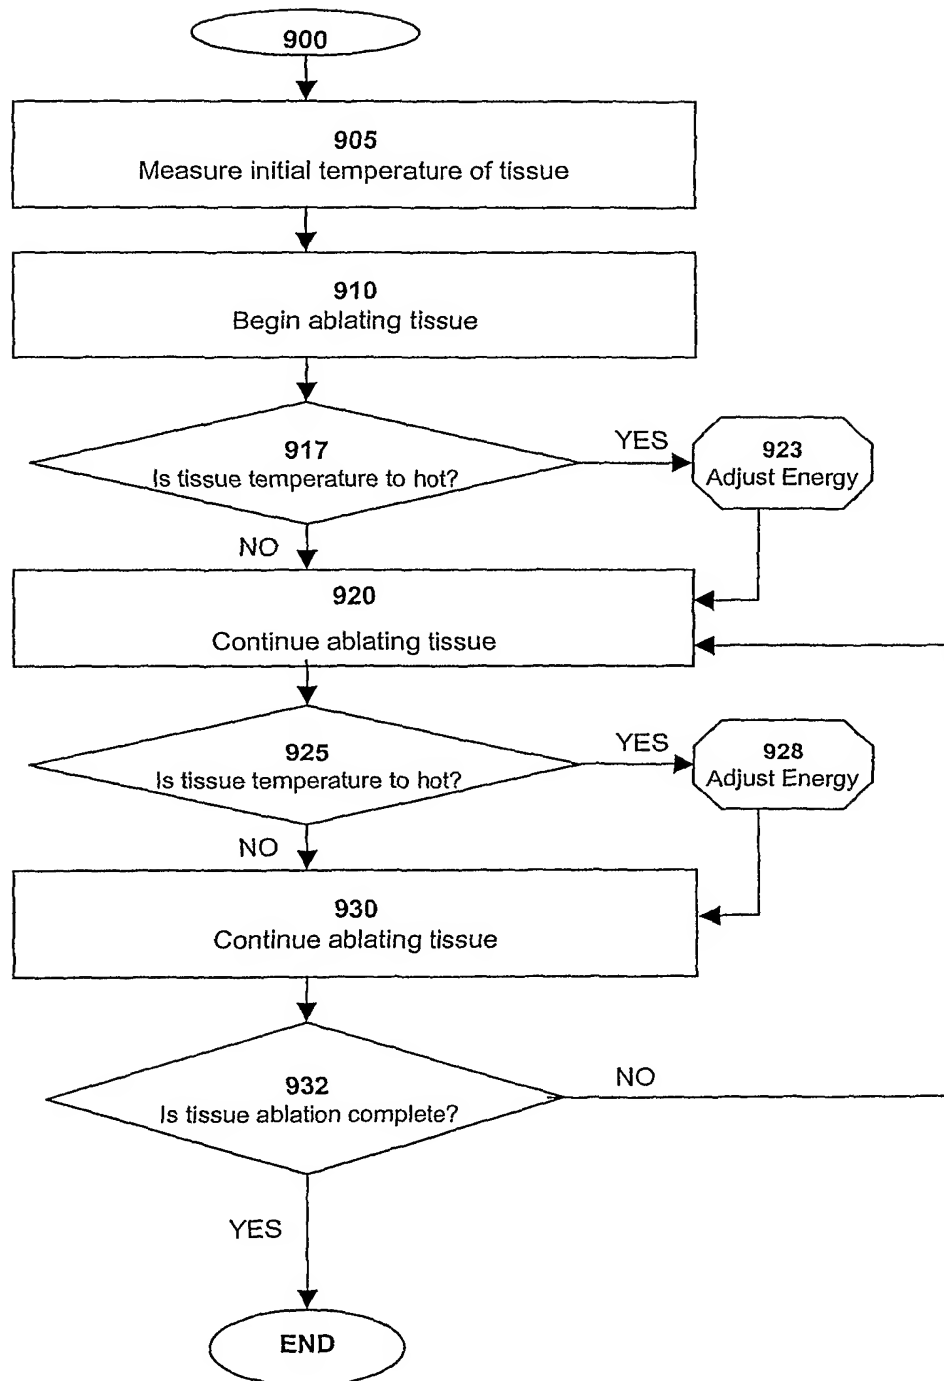 900
905
Measure initial temperature of tissue
910
Begin ablating tissue
917
Is tissue temperature to hot?
YES
923
Adjust Energy
NO
920
Continue ablating tissue
925
Is tissue temperature to hot?
YES
928
Adjust Energy
NO
930
Continue ablating tissue
932
Is tissue ablation complete?
NO
YES
END